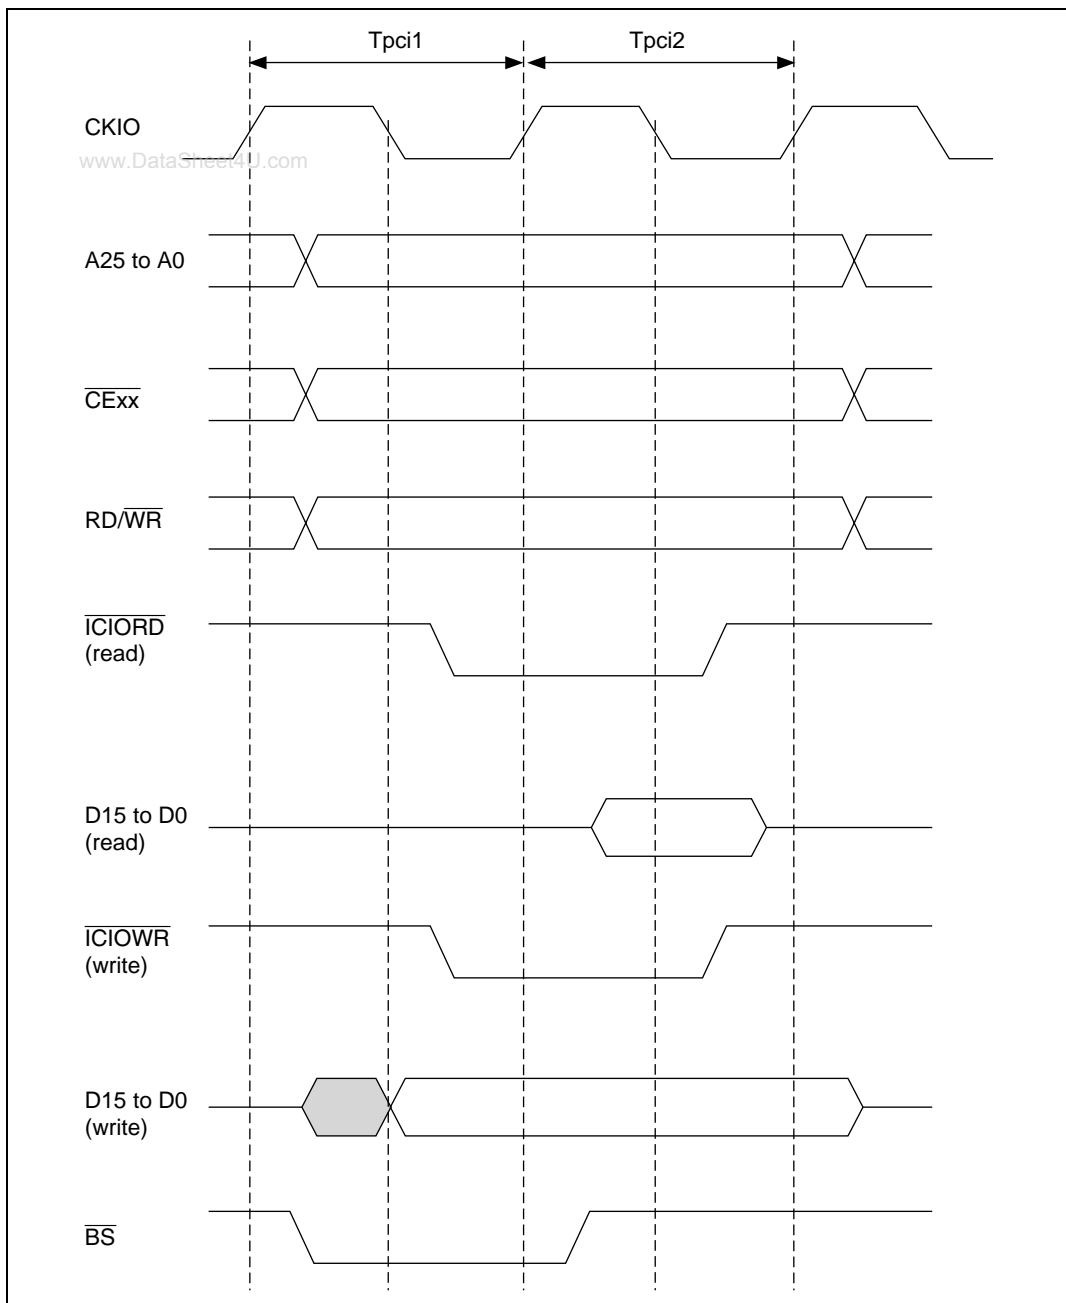 Tpci1 Tpci2
CKIO
www.DataSheet4U.com
A25 to A0
CExx
RD/WR
ICIORD
(read)
D15 to D0
(read)
ICIOWR
(write)
D15 to D0
(write)
BS